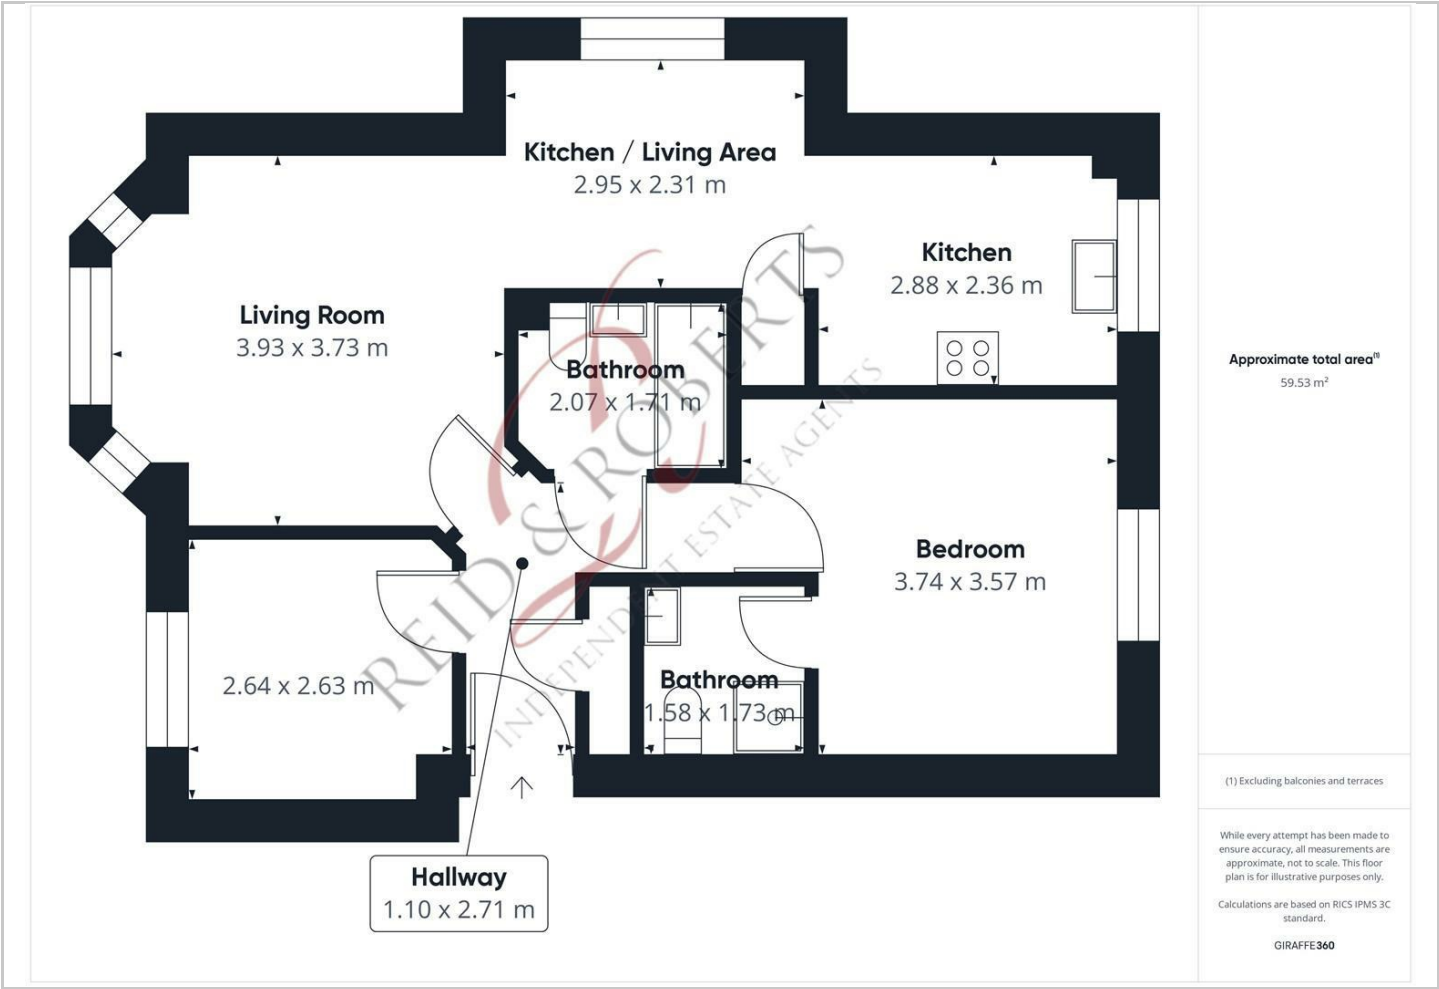 Kitchen / Living Area
2.95 x 2.31 m
Kitchen
2.88 x 2.36 m
Living Room
3.93 x 3.73 m
Bathroom
2.07 x 1.71 m
Bedroom
3.74 x 3.57 m
2.64 x 2.63 m
Bathroom
1.58 x 1.73 m
Hallway
1.10 x 2.71 m
REID & ROBERTS
INDEPENDENT ESTATE AGENTS
Approximate total area(1)
59.53 m²
(1) Excluding balconies and terraces
While every attempt has been made to
ensure accuracy, all measurements are
approximate, not to scale. This floor
plan is for illustrative purposes only.
Calculations are based on RICS IPMS 3C
standard.
GIRAFFE360